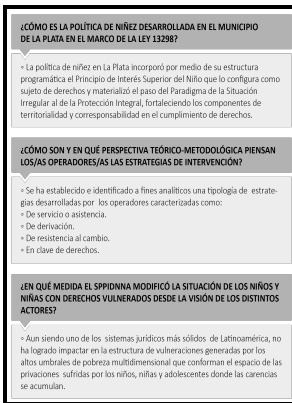 ¿CÓMO ES LA POLÍTICA DE NIÑEZ DESARROLLADA EN EL MUNICIPIO
DE LA PLATA EN EL MARCO DE LA LEY 13298?
◦ La política de niñez en La Plata incorporó por medio de su estructura
programática el Principio de Interés Superior del Niño que lo configura como
sujeto de derechos y materializó el paso del Paradigma de la Situación
Irregular al de la Protección Integral, fortaleciendo los componentes de
territorialidad y corresponsabilidad en el cumplimiento de derechos.
¿CÓMO SON Y EN QUÉ PERSPECTIVA TEÓRICO-METODOLÓGICA PIENSAN
LOS/AS OPERADORES/AS LAS ESTRATEGIAS DE INTERVENCIÓN?
◦ Se ha establecido e identificado a fines analíticos una tipología de estrate-
gias desarrolladas por los operadores caracterizadas como:
◦ De servicio o asistencia.
◦ De derivación.
◦ De resistencia al cambio.
◦ En clave de derechos.
¿EN QUÉ MEDIDA EL SPPIDNNA MODIFICÓ LA SITUACIÓN DE LOS NIÑOS Y
NIÑAS CON DERECHOS VULNERADOS DESDE LA VISIÓN DE LOS DISTINTOS
ACTORES?
◦ Aun siendo uno de los sistemas jurídicos más sólidos de Latinoamérica, no
ha logrado impactar en la estructura de vulneraciones generadas por los
altos umbrales de pobreza multidimensional que conforman el espacio de las
privaciones sufridas por los niños, niñas y adolescentes donde las carencias
se acumulan.